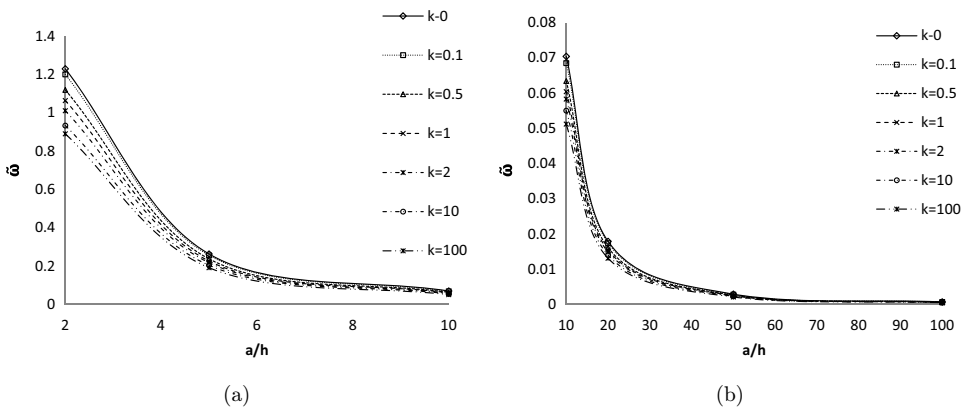 1.4
1.2
1
0.8
0.6
0.4
0.2
0
ω̃
2 4 6 8 10
a/h
k-0
k=0.1
k=0.5
k=1
k=2
k=10
k=100
(a)
0.08
0.07
0.06
0.05
0.04
0.03
0.02
0.01
0
ω̃
10 20 30 40 50 60 70 80 90 100
a/h
k-0
k=0.1
k=0.5
k=1
k=2
k=10
k=100
(b)